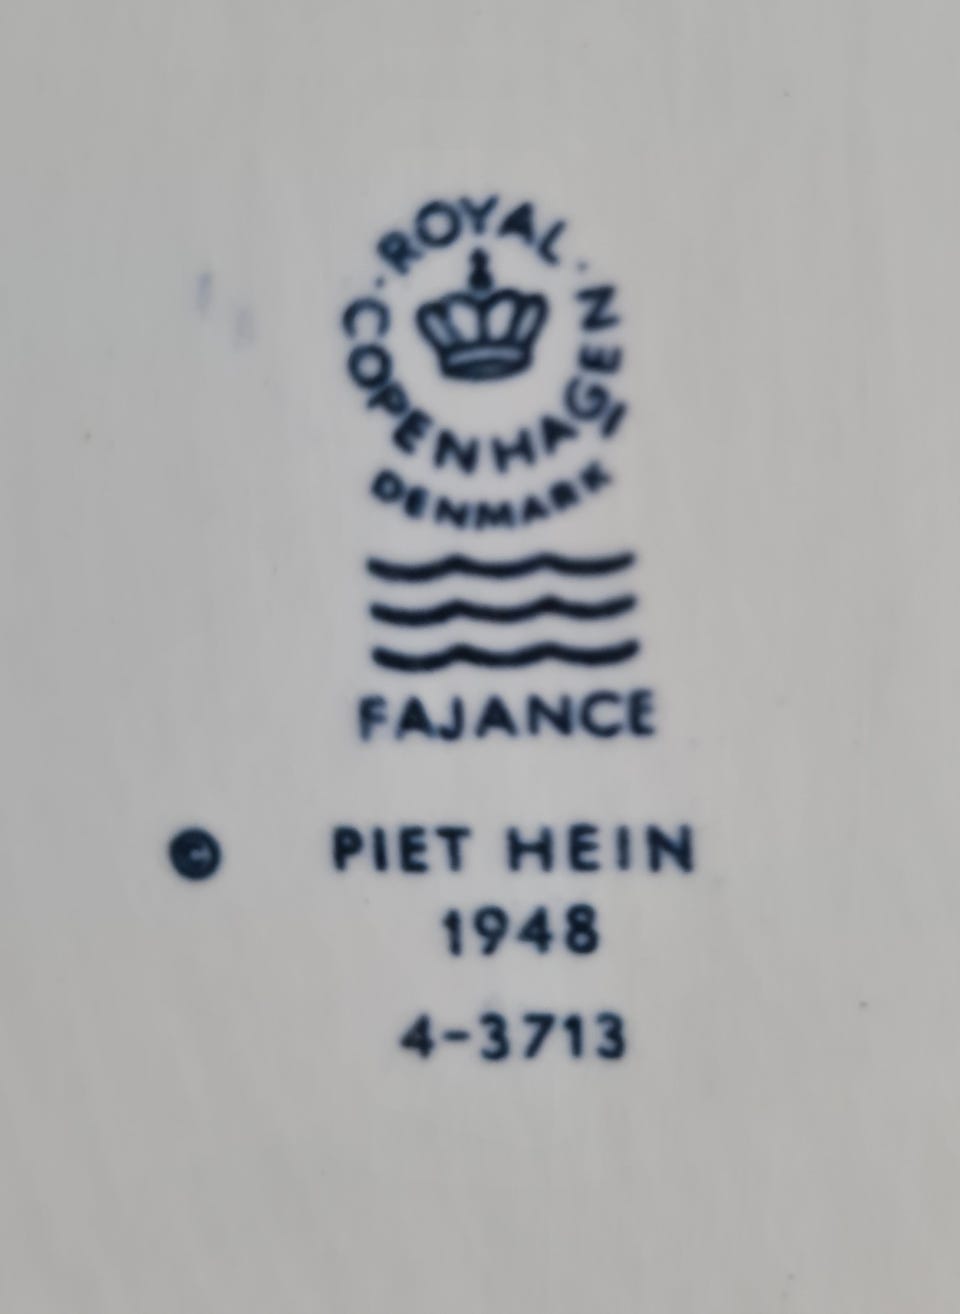 · ROYAL ·
COPENHAGEN
DENMARK
FAJANCE
© PIET HEIN
1948
4-3713